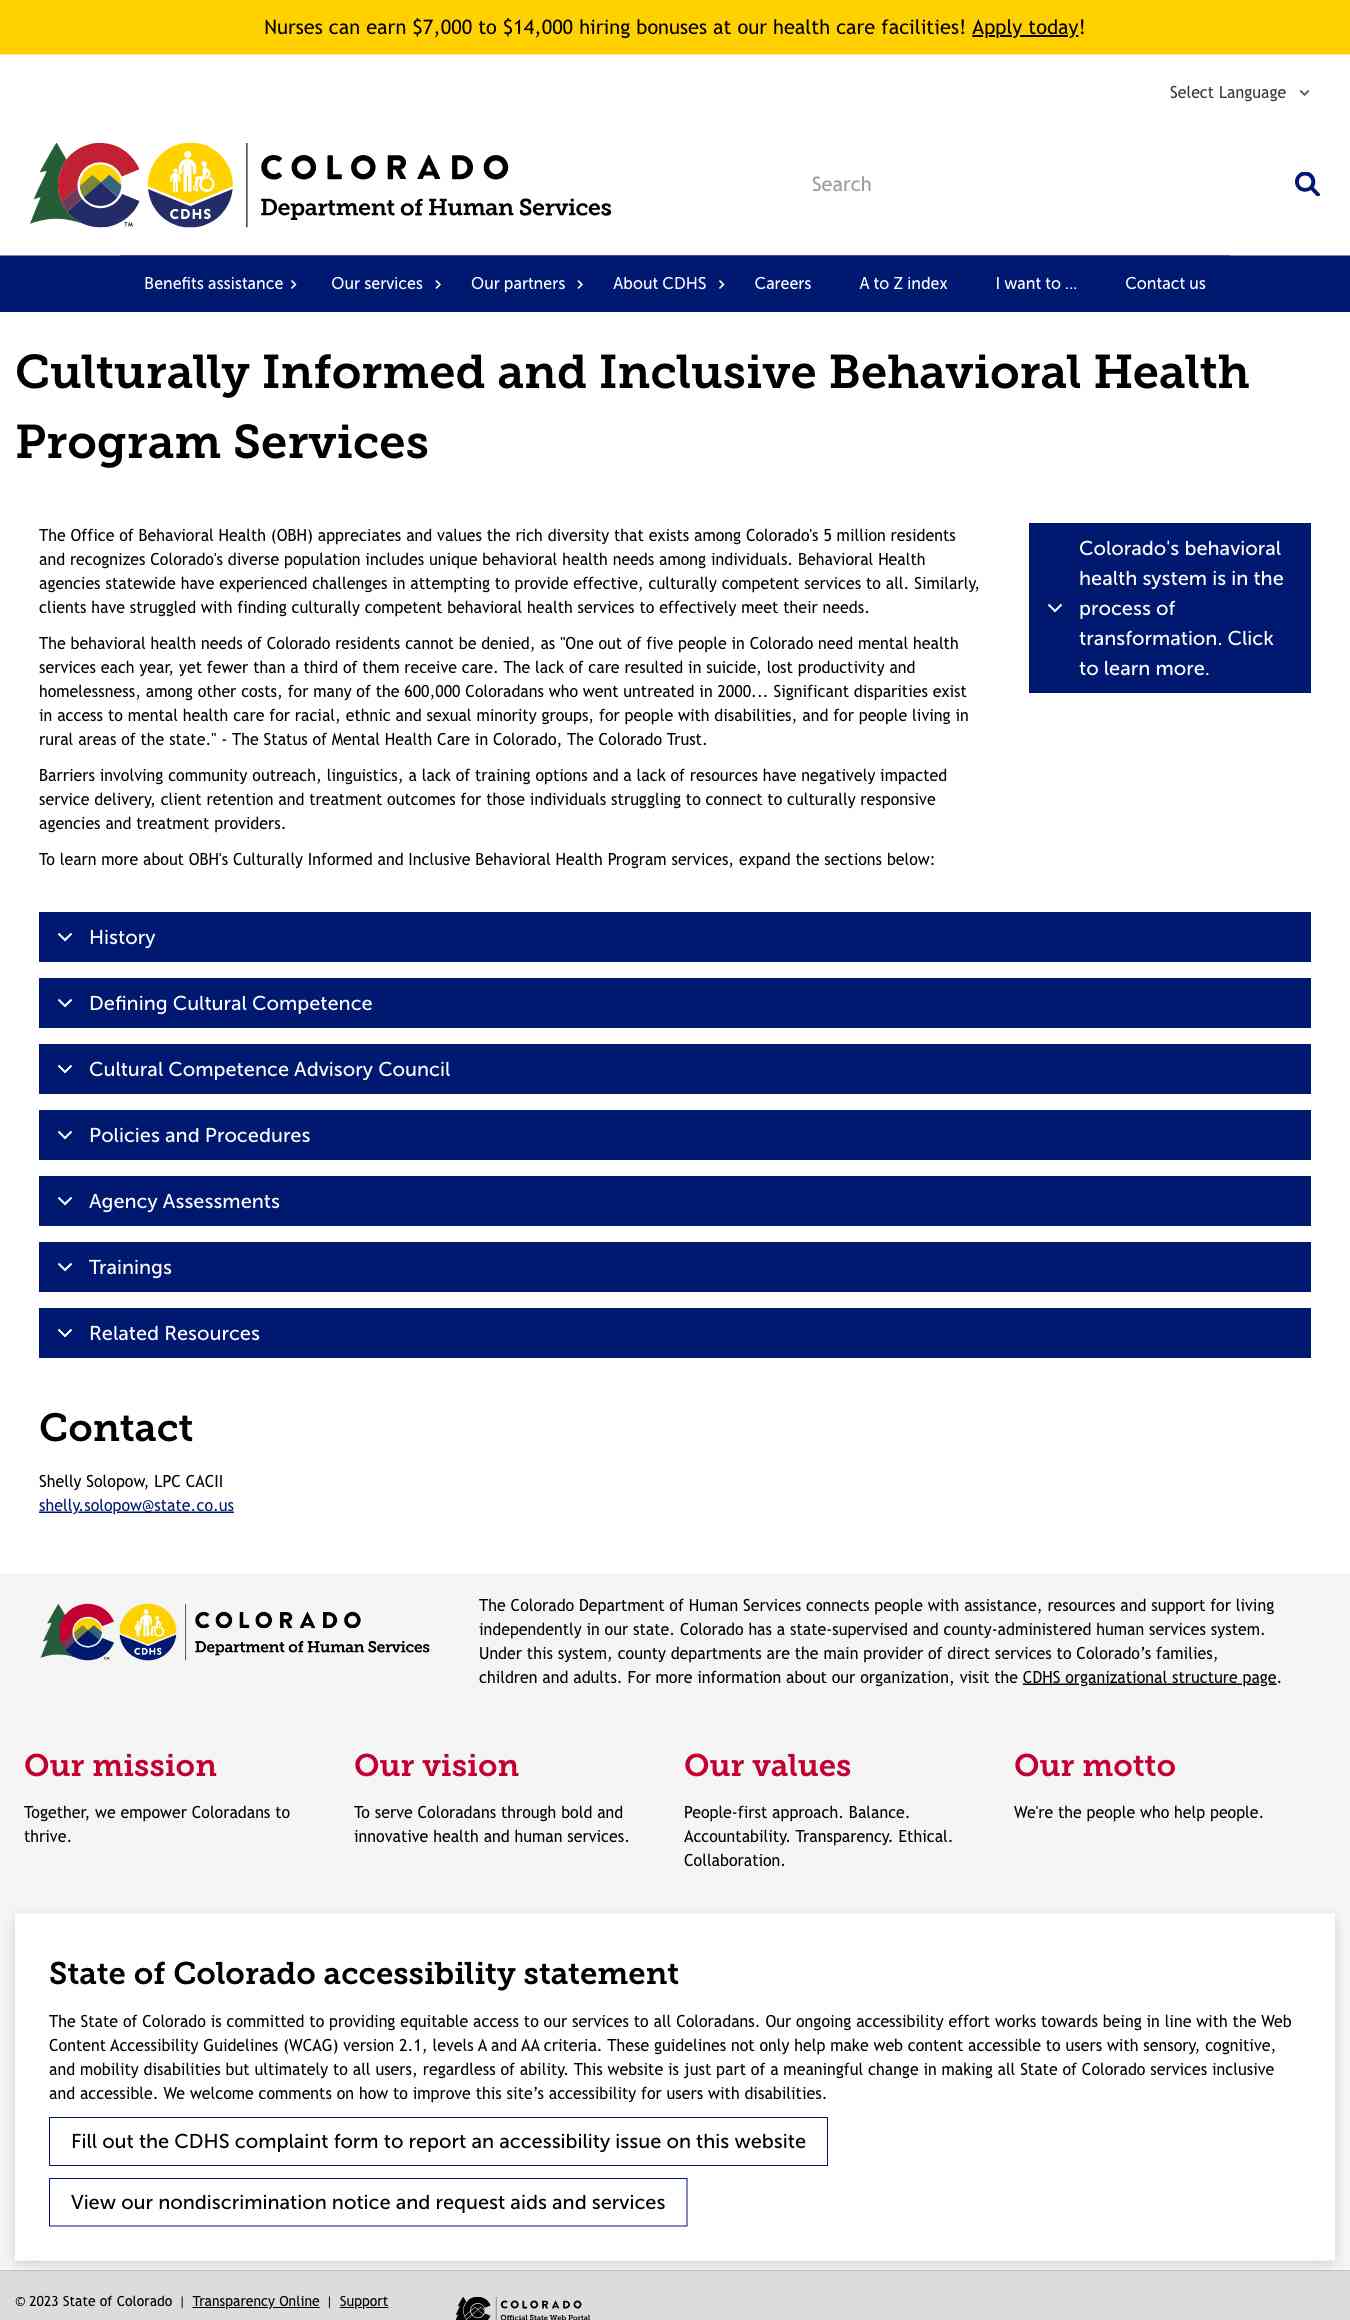 Nurses can earn $7,000 to $14,000 hiring bonuses at our health care facilities! Apply today!
Select Language
CDHS
TM
COLORADO
Department of Human Services
Search
Benefits assistance
Our services
Our partners
About CDHS
Careers
A to Z index
I want to ...
Contact us
Culturally Informed and Inclusive Behavioral Health
Program Services
The Office of Behavioral Health (OBH) appreciates and values the rich diversity that exists among Colorado's 5 million residents
and recognizes Colorado's diverse population includes unique behavioral health needs among individuals. Behavioral Health
agencies statewide have experienced challenges in attempting to provide effective, culturally competent services to all. Similarly,
clients have struggled with finding culturally competent behavioral health services to effectively meet their needs.
The behavioral health needs of Colorado residents cannot be denied, as "One out of five people in Colorado need mental health
services each year, yet fewer than a third of them receive care. The lack of care resulted in suicide, lost productivity and
homelessness, among other costs, for many of the 600,000 Coloradans who went untreated in 2000... Significant disparities exist
in access to mental health care for racial, ethnic and sexual minority groups, for people with disabilities, and for people living in
rural areas of the state." - The Status of Mental Health Care in Colorado, The Colorado Trust.
Barriers involving community outreach, linguistics, a lack of training options and a lack of resources have negatively impacted
service delivery, client retention and treatment outcomes for those individuals struggling to connect to culturally responsive
agencies and treatment providers.
To learn more about OBH's Culturally Informed and Inclusive Behavioral Health Program services, expand the sections below:
Colorado's behavioral
health system is in the
process of
transformation. Click
to learn more.
History
Defining Cultural Competence
Cultural Competence Advisory Council
Policies and Procedures
Agency Assessments
Trainings
Related Resources
Contact
Shelly Solopow, LPC CACII
shelly.solopow@state.co.us
CDHS
COLORADO
Department of Human Services
The Colorado Department of Human Services connects people with assistance, resources and support for living
independently in our state. Colorado has a state-supervised and county-administered human services system.
Under this system, county departments are the main provider of direct services to Colorado’s families,
children and adults. For more information about our organization, visit the CDHS organizational structure page.
Our mission
Together, we empower Coloradans to
thrive.
Our vision
To serve Coloradans through bold and
innovative health and human services.
Our values
People-first approach. Balance.
Accountability. Transparency. Ethical.
Collaboration.
Our motto
We're the people who help people.
State of Colorado accessibility statement
The State of Colorado is committed to providing equitable access to our services to all Coloradans. Our ongoing accessibility effort works towards being in line with the Web
Content Accessibility Guidelines (WCAG) version 2.1, levels A and AA criteria. These guidelines not only help make web content accessible to users with sensory, cognitive,
and mobility disabilities but ultimately to all users, regardless of ability. This website is just part of a meaningful change in making all State of Colorado services inclusive
and accessible. We welcome comments on how to improve this site’s accessibility for users with disabilities.
Fill out the CDHS complaint form to report an accessibility issue on this website
View our nondiscrimination notice and request aids and services
© 2023 State of Colorado | Transparency Online | Support
COLORADO
Official State Web Portal